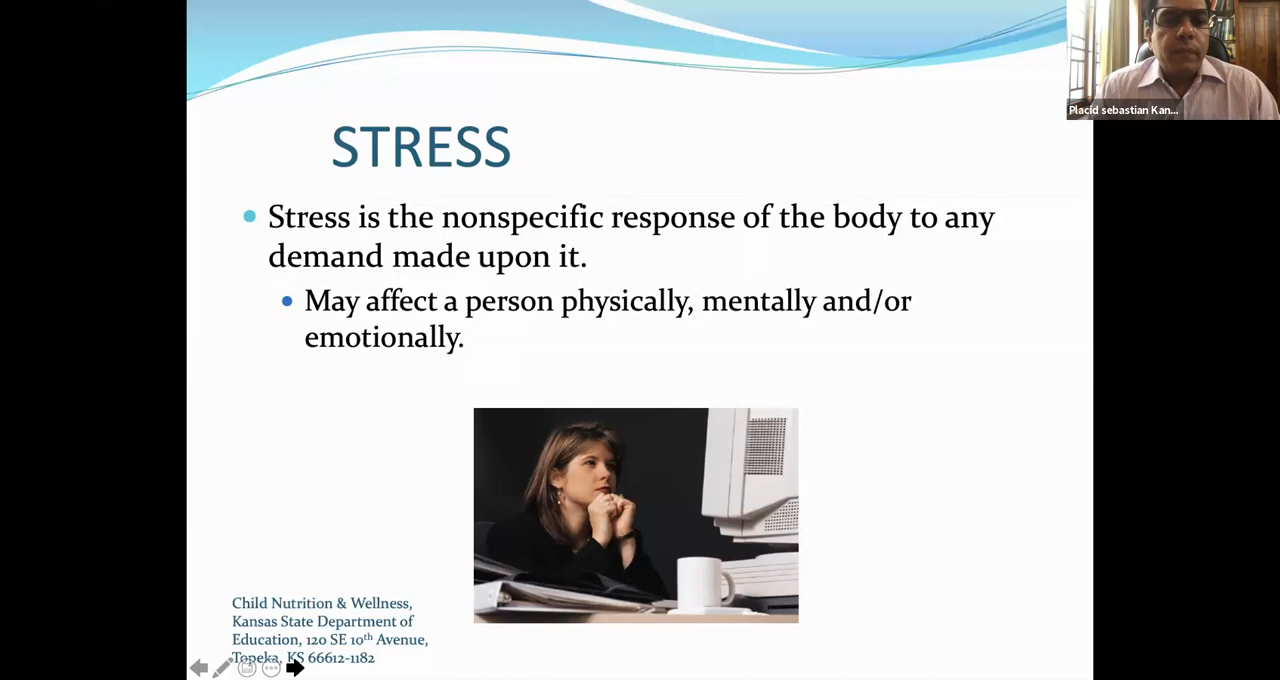 Placid sebastian Kan...
STRESS
Stress is the nonspecific response of the body to any
demand made upon it.
May affect a person physically, mentally and/or
emotionally.
Child Nutrition & Wellness,
Kansas State Department of
Education, 120 SE 10th Avenue,
Topeka, KS 66612-1182